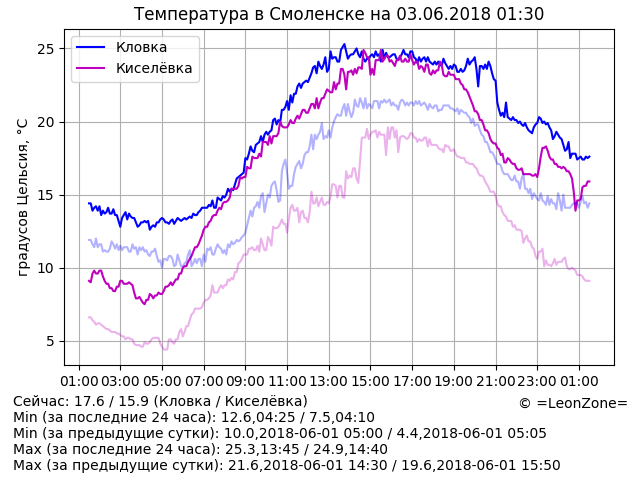 Температура в Смоленске на 03.06.2018 01:30
Кловка
Киселёвка
градусов Цельсия, °C
25
20
15
10
5
01:00 03:00 05:00 07:00 09:00 11:00 13:00 15:00 17:00 19:00 21:00 23:00 01:00
Сейчас: 17.6 / 15.9 (Кловка / Киселёвка)
© =LeonZone=
Min (за последние 24 часа): 12.6,04:25 / 7.5,04:10
Min (за предыдущие сутки): 10.0,2018-06-01 05:00 / 4.4,2018-06-01 05:05
Max (за последние 24 часа): 25.3,13:45 / 24.9,14:40
Max (за предыдущие сутки): 21.6,2018-06-01 14:30 / 19.6,2018-06-01 15:50